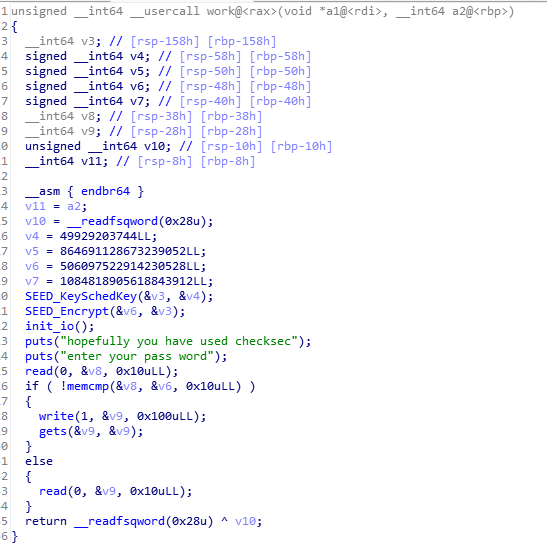 1 unsigned __int64 __usercall work@<rax>(void *a1@<rdi>, __int64 a2@<rbp>)
2 {
3 __int64 v3; // [rsp-158h] [rbp-158h]
4 signed __int64 v4; // [rsp-58h] [rbp-58h]
5 signed __int64 v5; // [rsp-50h] [rbp-50h]
6 signed __int64 v6; // [rsp-48h] [rbp-48h]
7 signed __int64 v7; // [rsp-40h] [rbp-40h]
8 __int64 v8; // [rsp-38h] [rbp-38h]
9 __int64 v9; // [rsp-28h] [rbp-28h]
0 unsigned __int64 v10; // [rsp-10h] [rbp-10h]
1 __int64 v11; // [rsp-8h] [rbp-8h]
2
3 __asm { endbr64 }
4 v11 = a2;
5 v10 = __readfsqword(0x28u);
6 v4 = 49929203744LL;
7 v5 = 864691128673239052LL;
8 v6 = 506097522914230528LL;
9 v7 = 1084818905618843912LL;
0 SEED_KeySchedKey(&v3, &v4);
1 SEED_Encrypt(&v6, &v3);
2 init_io();
3 puts("hopefully you have used checksec");
4 puts("enter your pass word");
5 read(0, &v8, 0x10uLL);
6 if ( !memcmp(&v8, &v6, 0x10uLL) )
7 {
8 write(1, &v9, 0x100uLL);
9 gets(&v9, &v9);
0 }
1 else
2 {
3 read(0, &v9, 0x10uLL);
4 }
5 return __readfsqword(0x28u) ^ v10;
6 }